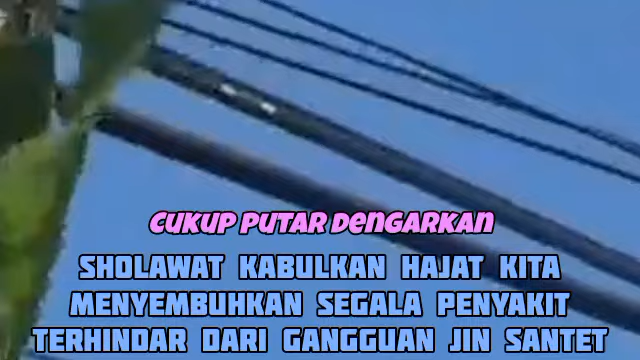 CUKUP PUTAR DENGARKAN
SHOLAWAT KABULKAN HAJAT KITA
MENYEMBUHKAN SEGALA PENYAKIT
TERHINDAR DARI GANGGUAN JIN SANTET